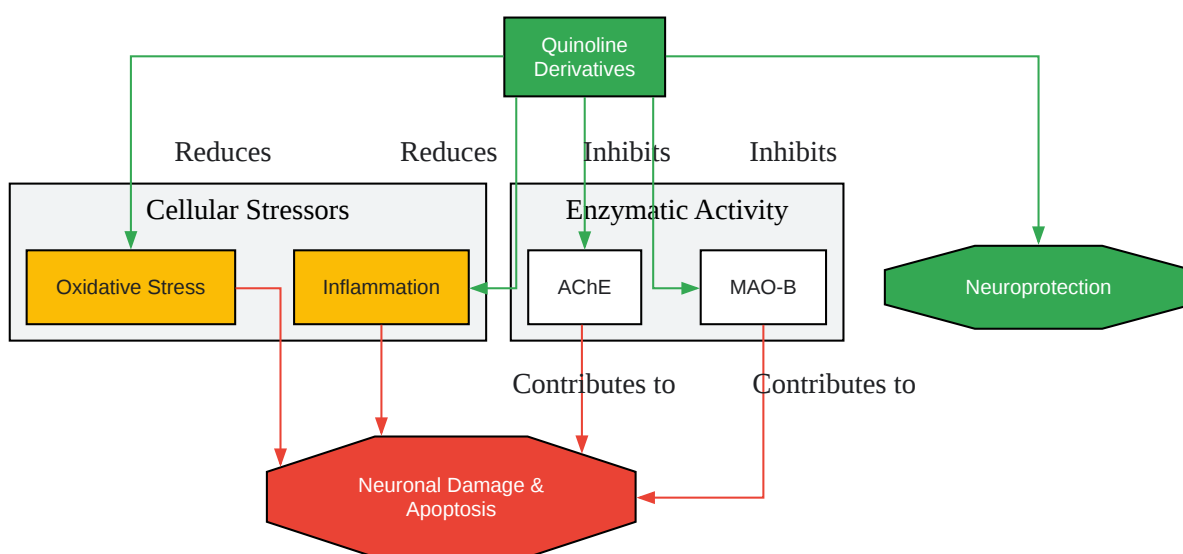 Quinoline
Derivatives
Reduces
Reduces
Inhibits
Inhibits
Cellular Stressors
Enzymatic Activity
Oxidative Stress
Inflammation
AChE
MAO-B
Neuroprotection
Contributes to
Contributes to
Neuronal Damage &
Apoptosis